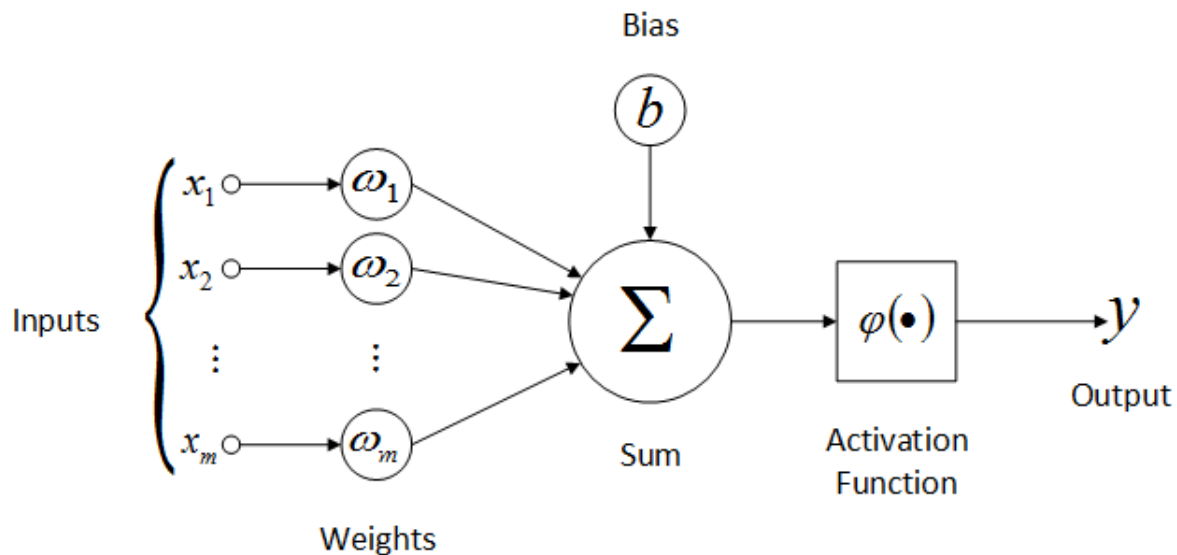 Bias
b
x₁ ω₁
x₂ ω₂
Inputs
⋮ ⋮
Σ
φ(•)
y
Output
xₘ ωₘ
Sum
Activation
Function
Weights